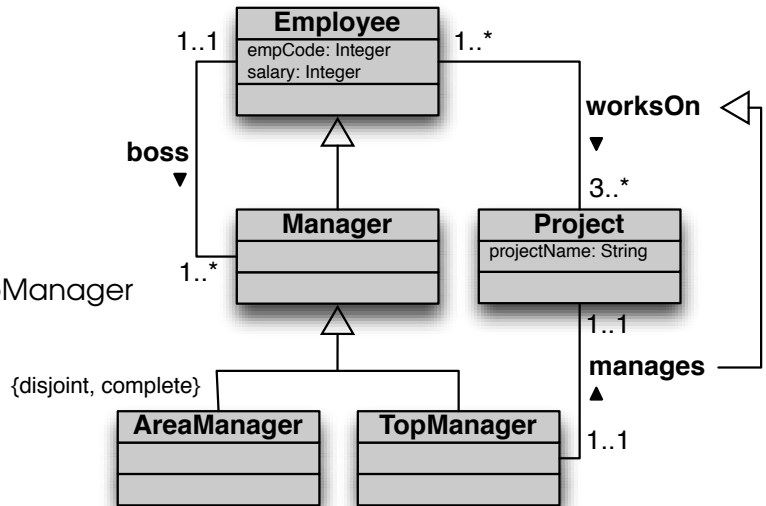 Employee
1..1
1..*
empCode: Integer
salary: Integer
worksOn
boss
▼
▼
3..*
Manager
Project
projectName: String
1..*
Manager
1..1
manages
▲
{disjoint, complete}
AreaManager
TopManager
1..1